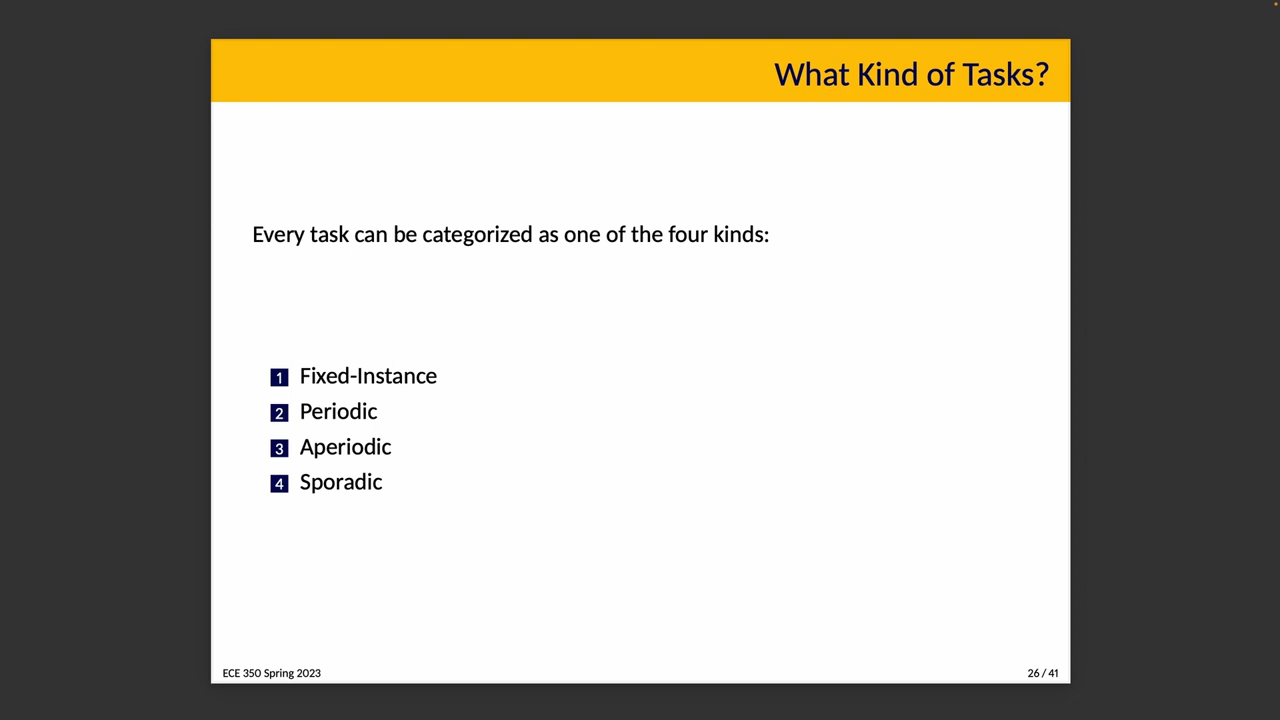 What Kind of Tasks?
Every task can be categorized as one of the four kinds:
1 Fixed-Instance
2 Periodic
3 Aperiodic
4 Sporadic
ECE 350 Spring 2023
26 / 41